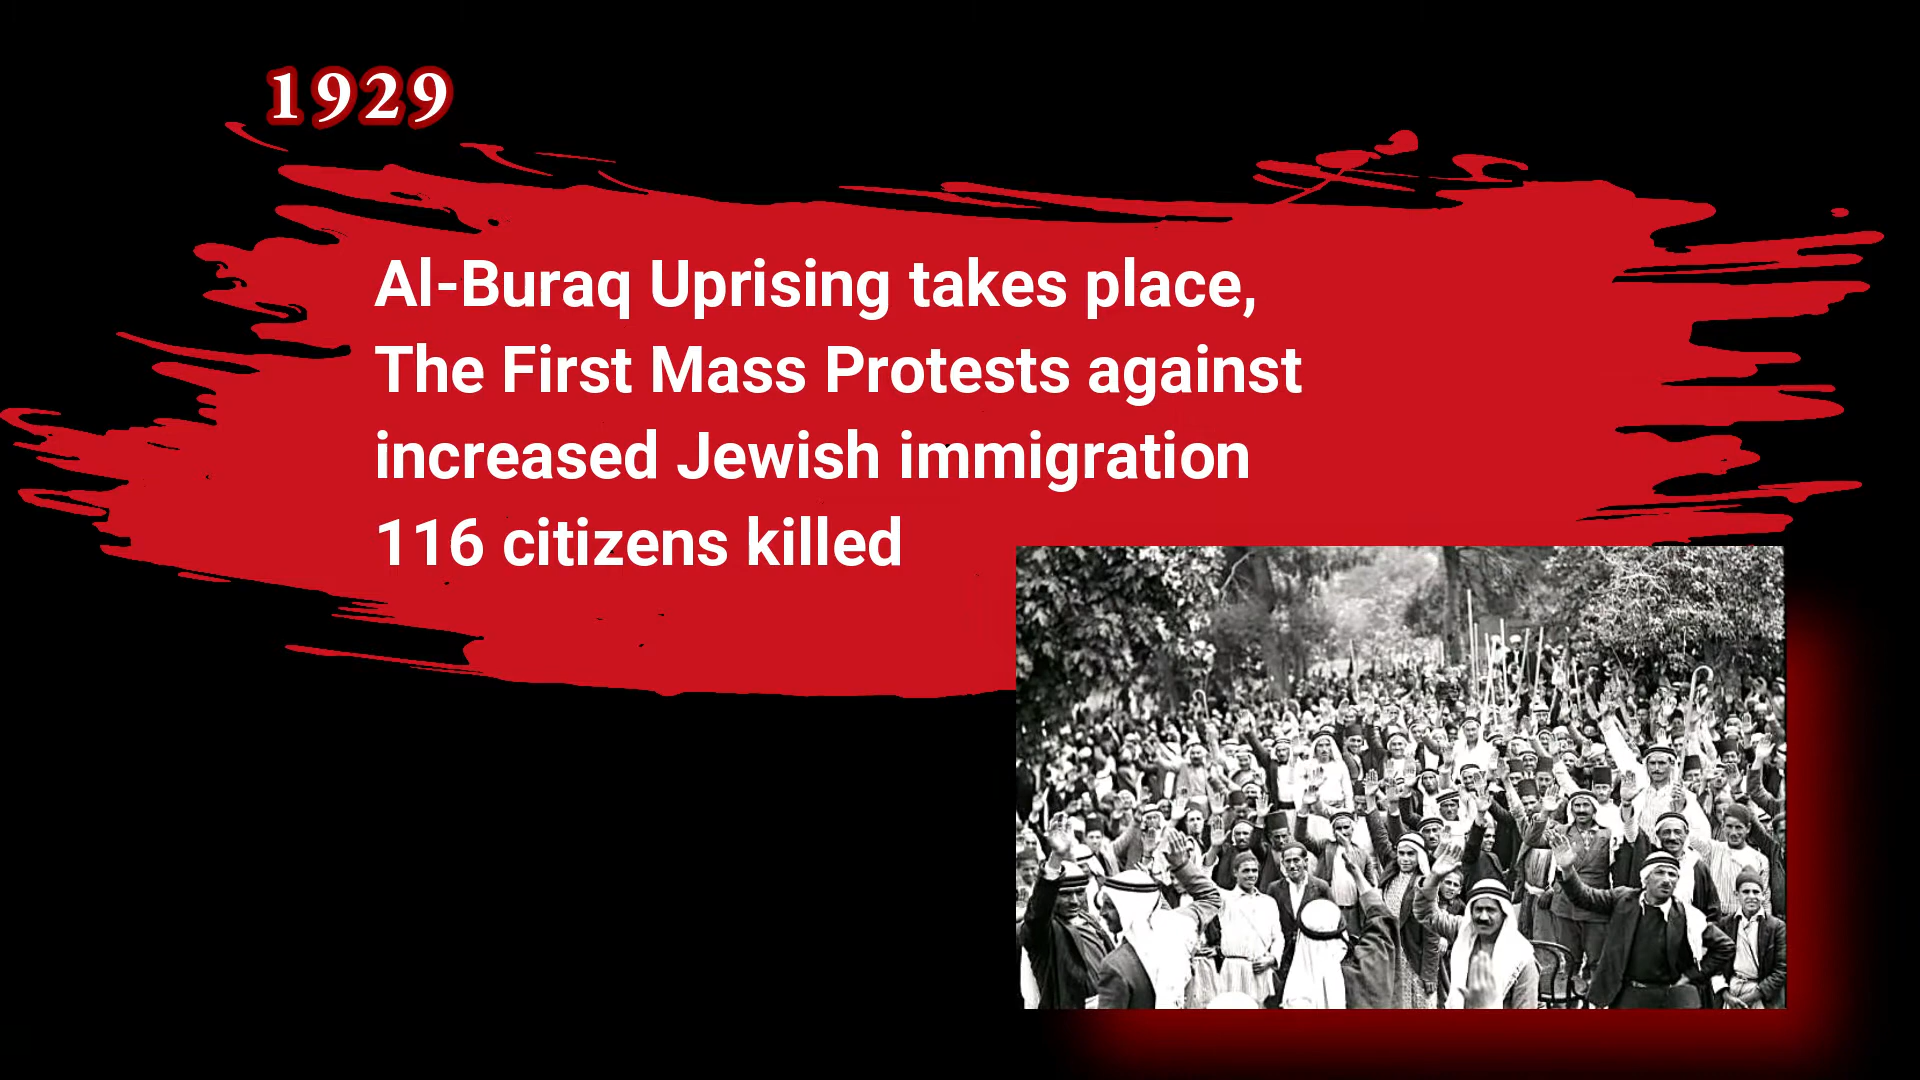 1929
Al-Buraq Uprising takes place,
The First Mass Protests against
increased Jewish immigration
116 citizens killed